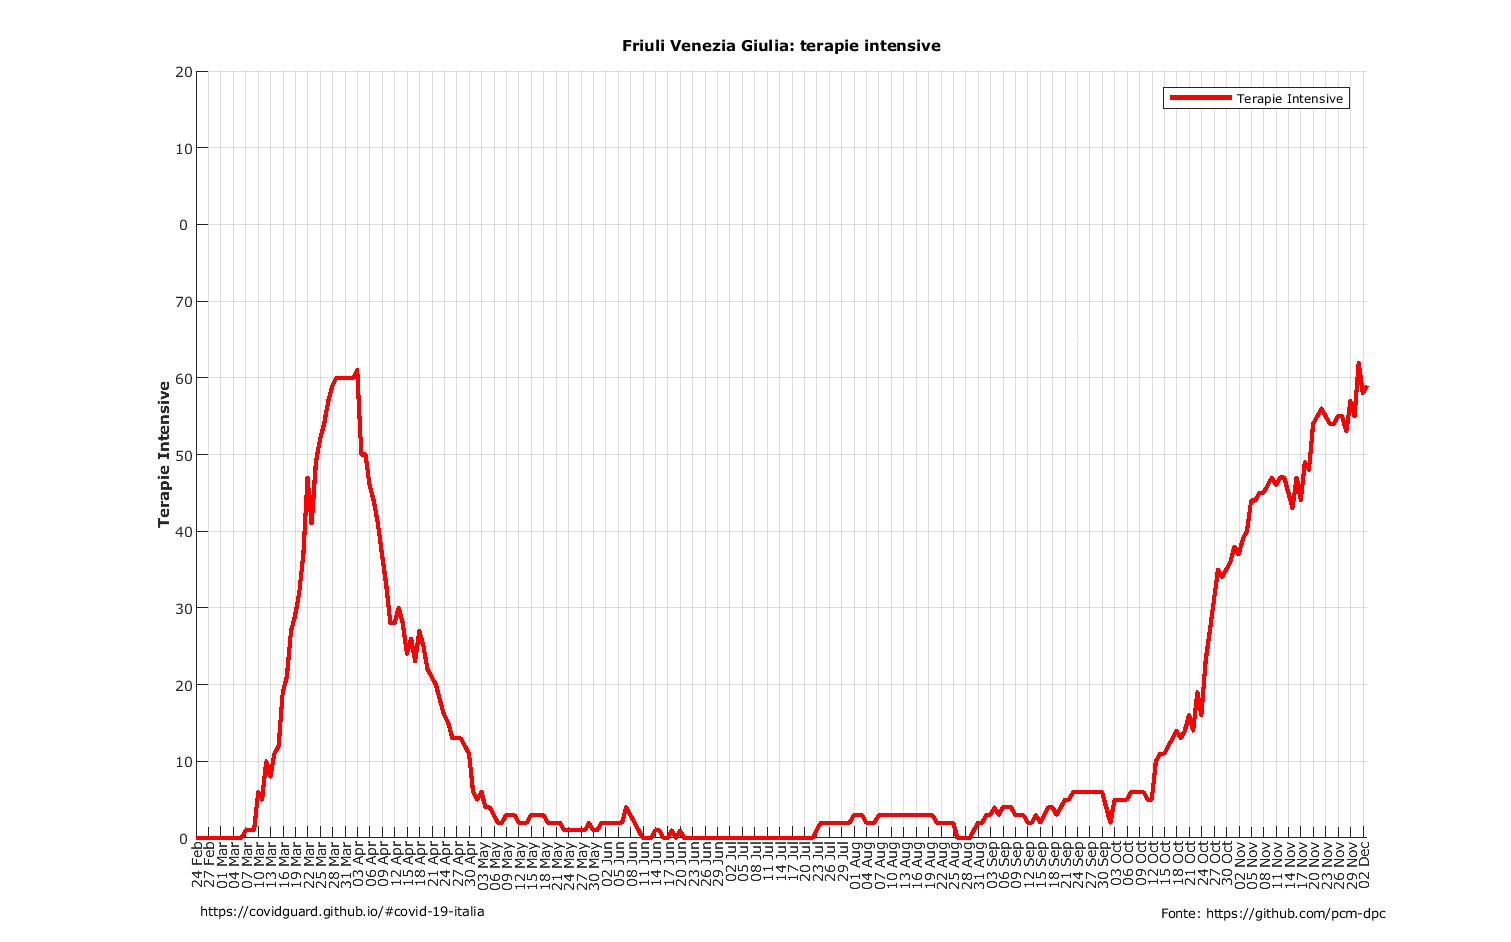 Friuli Venezia Giulia: terapie intensive
Terapie Intensive
20
10
0
70
60
50
40
30
20
10
0
Terapie Intensive
24 Feb
27 Feb
01 Mar
04 Mar
07 Mar
10 Mar
13 Mar
16 Mar
19 Mar
22 Mar
25 Mar
28 Mar
31 Mar
03 Apr
06 Apr
09 Apr
12 Apr
15 Apr
18 Apr
21 Apr
24 Apr
27 Apr
30 Apr
03 May
06 May
09 May
12 May
15 May
18 May
21 May
24 May
27 May
30 May
02 Jun
05 Jun
08 Jun
11 Jun
14 Jun
17 Jun
20 Jun
23 Jun
26 Jun
29 Jun
02 Jul
05 Jul
08 Jul
11 Jul
14 Jul
17 Jul
20 Jul
23 Jul
26 Jul
29 Jul
01 Aug
04 Aug
07 Aug
10 Aug
13 Aug
16 Aug
19 Aug
22 Aug
25 Aug
28 Aug
31 Aug
03 Sep
06 Sep
09 Sep
12 Sep
15 Sep
18 Sep
21 Sep
24 Sep
27 Sep
30 Sep
03 Oct
06 Oct
09 Oct
12 Oct
15 Oct
18 Oct
21 Oct
24 Oct
27 Oct
30 Oct
02 Nov
05 Nov
08 Nov
11 Nov
14 Nov
17 Nov
20 Nov
23 Nov
26 Nov
29 Nov
02 Dec
https://covidguard.github.io/#covid-19-italia
Fonte: https://github.com/pcm-dpc